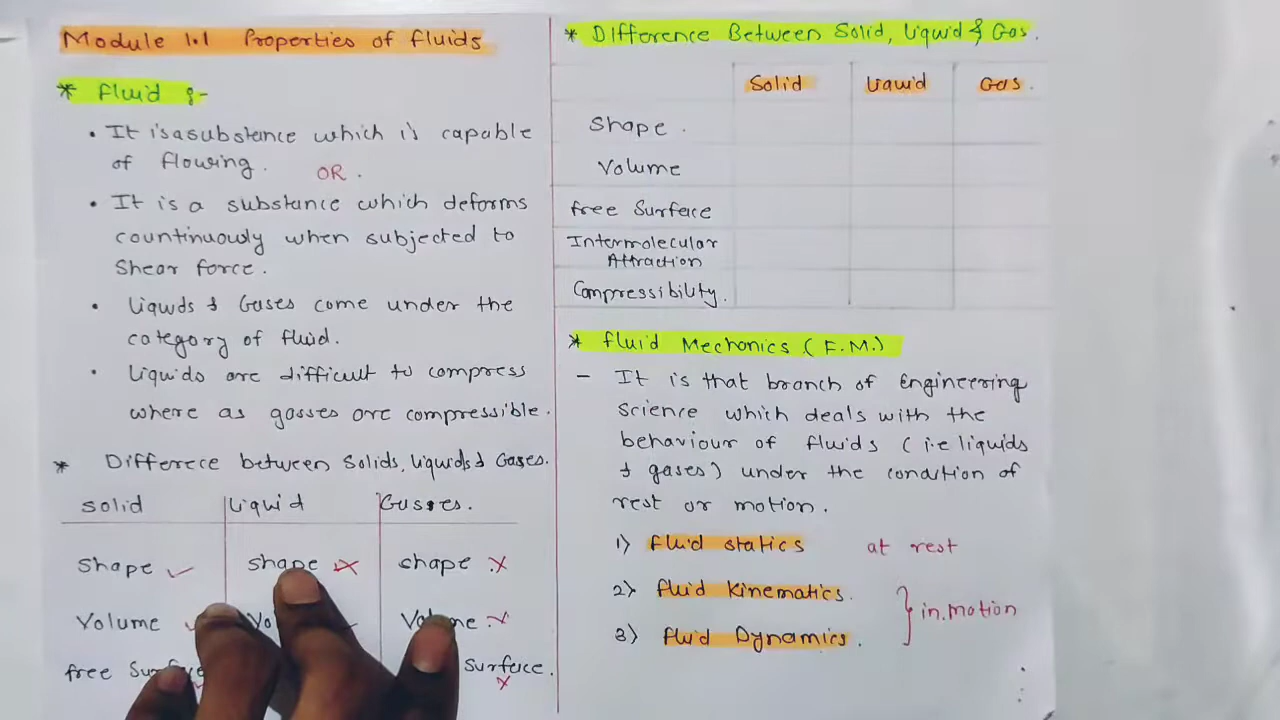 Module 1.1 Properties of fluids
* Fluid :-
• It is a substance which is capable
of flowing. OR.
• It is a substance which deforms
countinuowly when subjected to
Shear force.
• Liquids & Gases come under the
category of fluid.
• Liquids are difficult to compress
where as gasses are compressible.
* Differece between Solids, liquids & Gases.
Solid Liquid Gasses.
Shape ✓ shape × shape ×
Volume Volume ×
free Surface Surface. ×
* Difference Between Solid, Liquid & Gas.
Solid Liquid Gas.
Shape.
Volume
free Surface
Intermolecular
Attraction
Compressibility.
* Fluid Mechanics (F.M.)
- It is that branch of Engineering
science which deals with the
behaviour of fluids (i.e liquids
& gases) under the condition of
rest or motion.
1) fluid statics at rest
2) fluid kinematics.
} in.motion
3) fluid Dynamics.